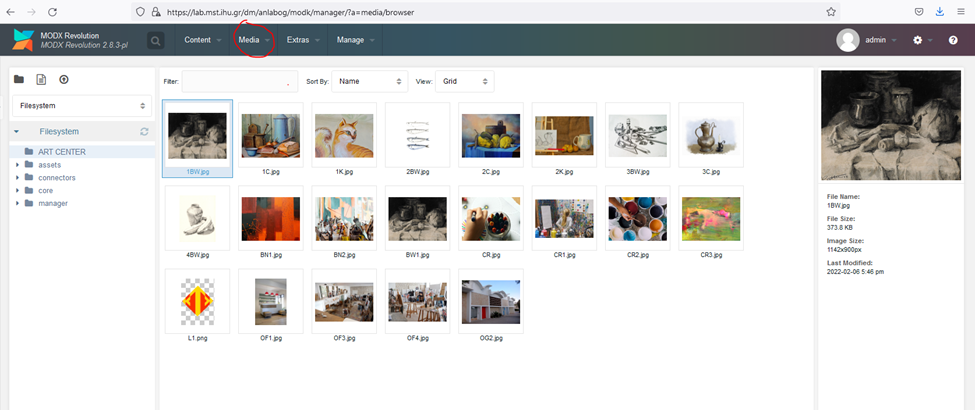 https://lab.mst.ihu.gr/dm/anlabog/modk/manager/?a=media/browser
MODX Revolution
MODX Revolution 2.8.3-pl
Content
Media
Extras
Manage
admin
Filesystem
Filesystem
ART CENTER
assets
connectors
core
manager
Filter:
Sort By:
Name
View:
Grid
1BW.jpg
1C.jpg
1K.jpg
2BW.jpg
2C.jpg
2K.jpg
3BW.jpg
3C.jpg
4BW.jpg
BN1.jpg
BN2.jpg
BW1.jpg
CR.jpg
CR1.jpg
CR2.jpg
CR3.jpg
L1.png
OF1.jpg
OF3.jpg
OF4.jpg
OG2.jpg
File Name:
1BW.jpg
File Size:
373.8 KB
Image Size:
1142x900px
Last Modified:
2022-02-06 5:46 pm